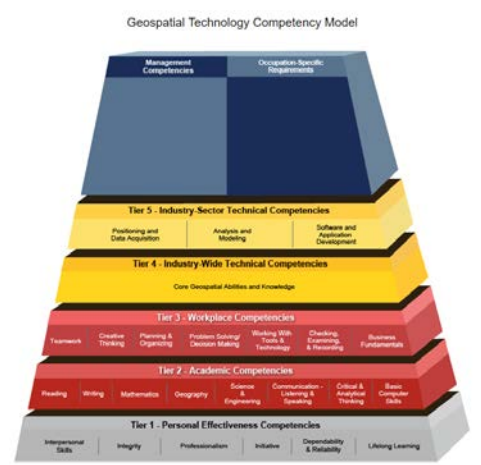 Geospatial Technology Competency Model
Management
Competencies
Occupation-Specific
Requirements
Tier 5 - Industry-Sector Technical Competencies
Positioning and
Data Acquisition
Analysis and
Modeling
Software and
Application
Development
Tier 4 - Industry-Wide Technical Competencies
Core Geospatial Abilities and Knowledge
Tier 3 - Workplace Competencies
Teamwork
Creative
Thinking
Planning &
Organizing
Problem Solving/
Decision Making
Working With
Tools &
Technology
Checking,
Examining,
& Recording
Business
Fundamentals
Tier 2 - Academic Competencies
Reading
Writing
Mathematics
Geography
Science
&
Engineering
Communication -
Listening &
Speaking
Critical &
Analytical
Thinking
Basic
Computer
Skills
Tier 1 - Personal Effectiveness Competencies
Interpersonal
Skills
Integrity
Professionalism
Initiative
Dependability
& Reliability
Lifelong Learning